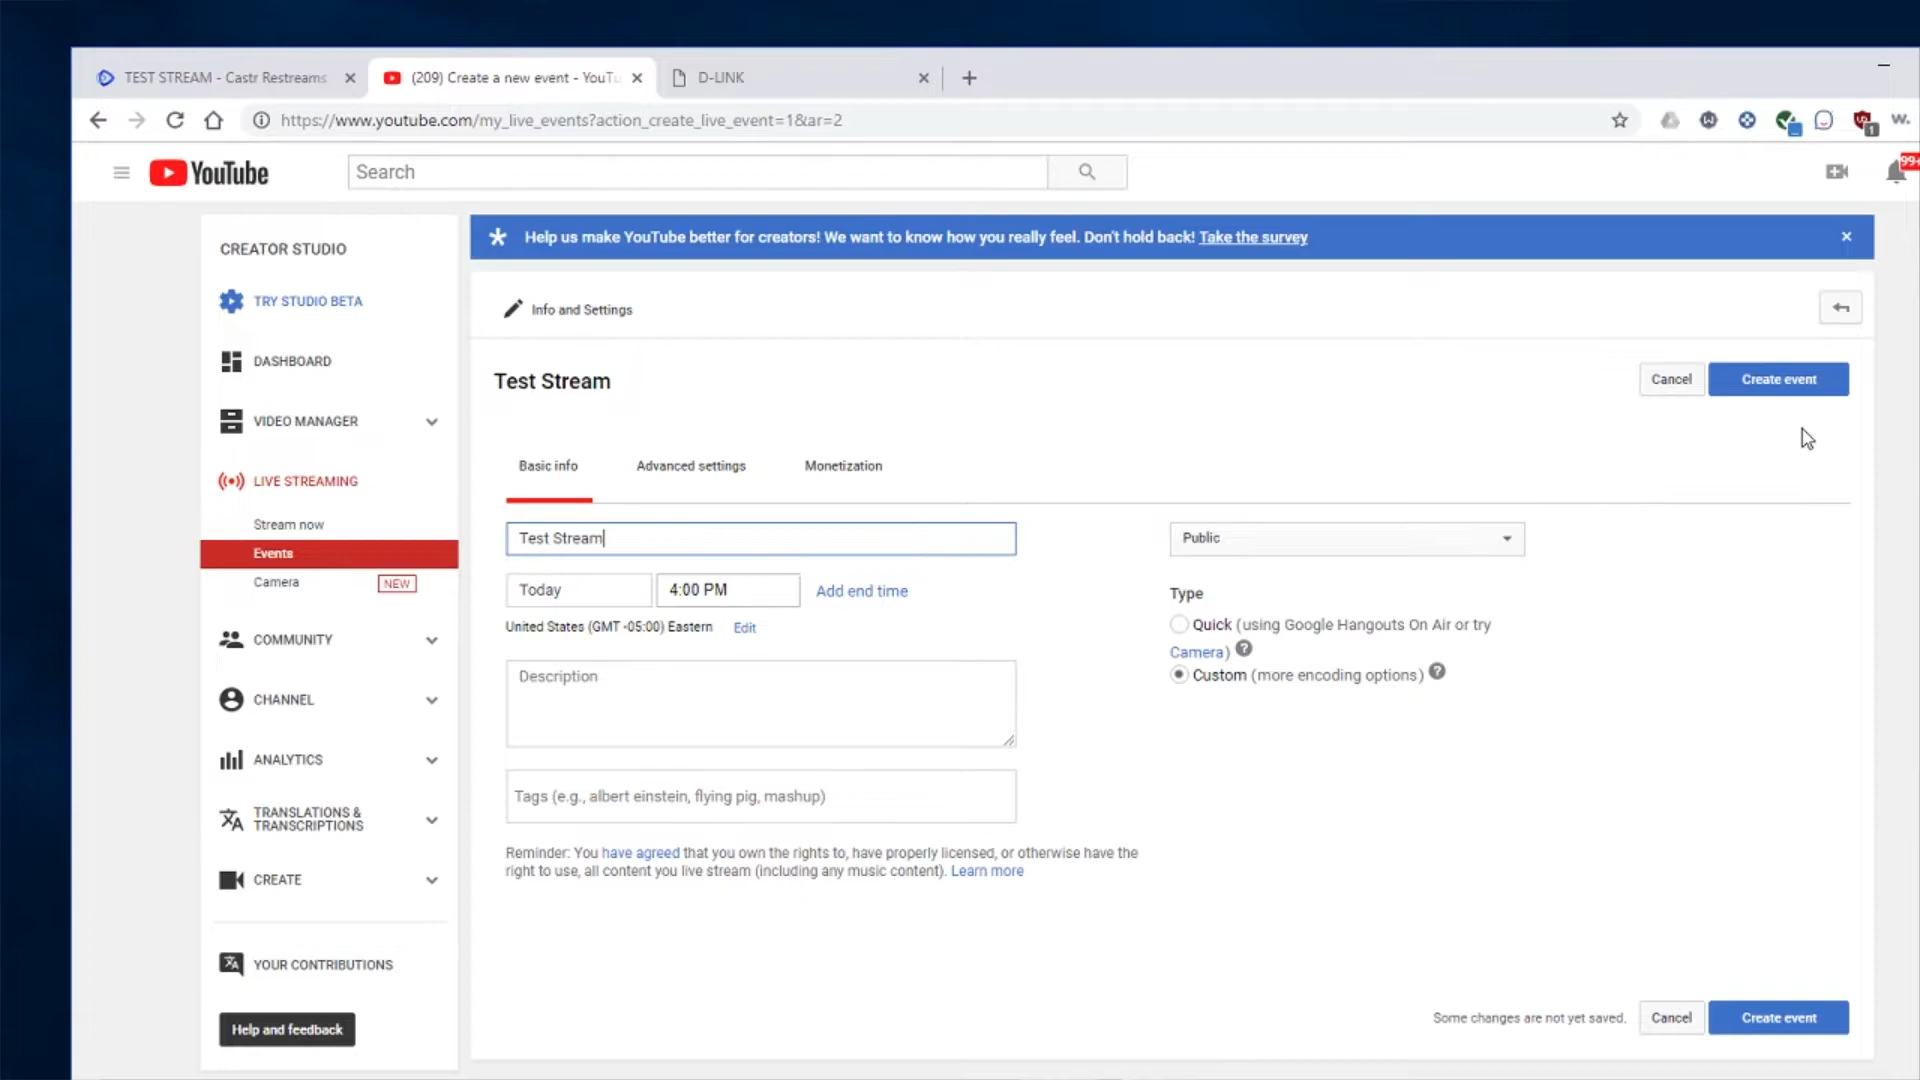 TEST STREAM - Castr Restreams
(209) Create a new event - YouTu
D-LINK
https://www.youtube.com/my_live_events?action_create_live_event=1&ar=2
1
w.
YouTube
Search
99+
CREATOR STUDIO
TRY STUDIO BETA
DASHBOARD
VIDEO MANAGER
LIVE STREAMING
Stream now
Events
Camera
NEW
COMMUNITY
CHANNEL
ANALYTICS
TRANSLATIONS &
TRANSCRIPTIONS
CREATE
YOUR CONTRIBUTIONS
Help and feedback
Help us make YouTube better for creators! We want to know how you really feel. Don't hold back! Take the survey
Info and Settings
Test Stream
Cancel
Create event
Basic info
Advanced settings
Monetization
Test Stream
Today
4:00 PM
Add end time
United States (GMT -05:00) Eastern
Edit
Description
Tags (e.g., albert einstein, flying pig, mashup)
Reminder: You have agreed that you own the rights to, have properly licensed, or otherwise have the
right to use, all content you live stream (including any music content). Learn more
Public
Type
Quick (using Google Hangouts On Air or try
Camera) ?
Custom (more encoding options) ?
Some changes are not yet saved.
Cancel
Create event